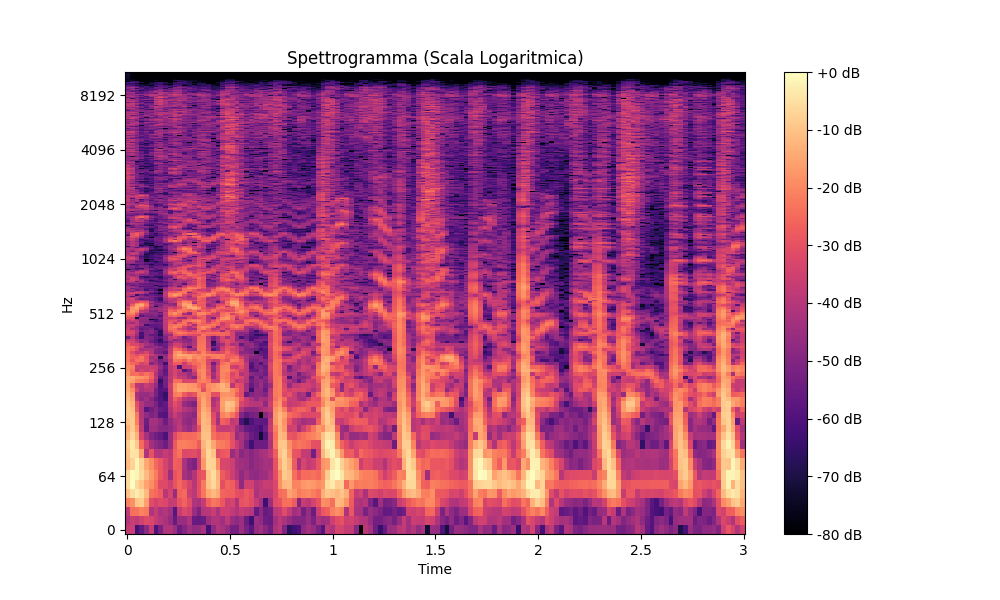 Spettrogramma (Scala Logaritmica)
Hz
8192
4096
2048
1024
512
256
128
64
0
0
0.5
1
1.5
2
2.5
3
Time
+0 dB
-10 dB
-20 dB
-30 dB
-40 dB
-50 dB
-60 dB
-70 dB
-80 dB